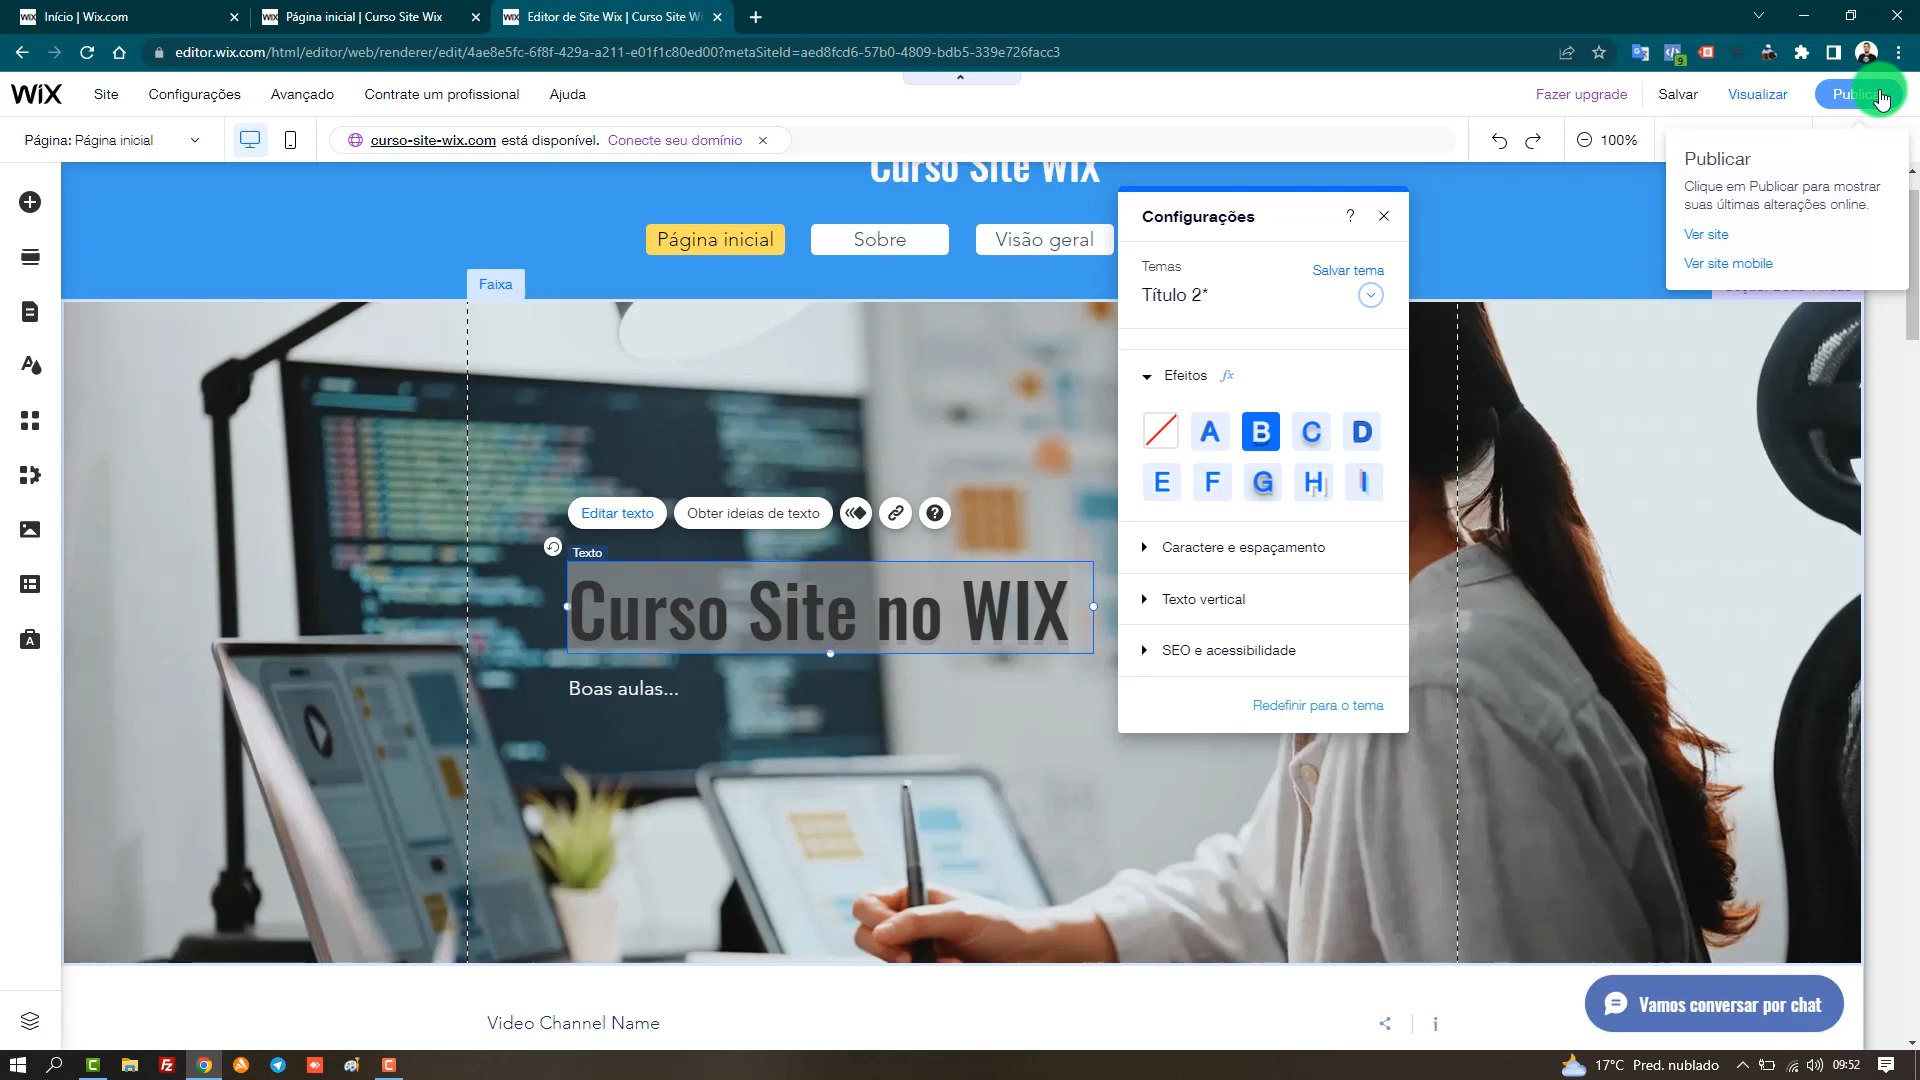 Início | Wix.com
Página inicial | Curso Site Wix
Editor de Site Wix | Curso Site Wi
editor.wix.com/html/editor/web/renderer/edit/4ae8e5fc-6f8f-429a-a211-e01f1c80ed00?metaSiteId=aed8fcd6-57b0-4809-bdb5-339e726facc3
WiX Site Configurações Avançado Contrate um profissional Ajuda Fazer upgrade Salvar Visualizar Publicar
Página: Página inicial
curso-site-wix.com está disponível. Conecte seu domínio
100%
Publicar
Clique em Publicar para mostrar
suas últimas alterações online.
Ver site
Ver site mobile
Curso Site WIX
Página inicial Sobre Visão geral
Faixa
Configurações ?
Temas Salvar tema
Título 2*
Efeitos fx
A B C D
E F G H I
Caractere e espaçamento
Texto vertical
SEO e acessibilidade
Redefinir para o tema
Editar texto Obter ideias de texto
Texto
Curso Site no WIX
Boas aulas...
Video Channel Name
Vamos conversar por chat
17°C Pred. nublado 09:52